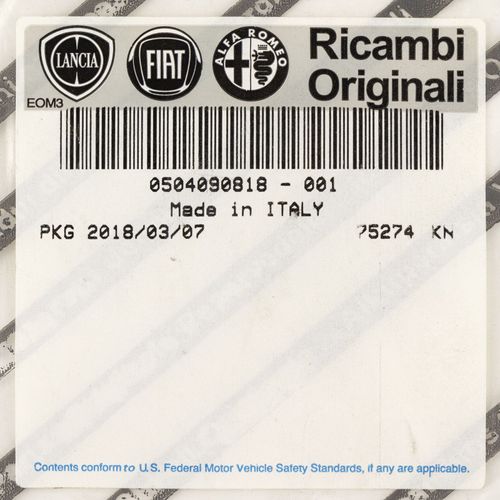 LANCIA FIAT ALFA ROMEO Ricambi
Originali
EOM3
0504090818 - 001
Made in ITALY
PKG 2018/03/07 75274 KN
Contents conform to U.S. Federal Motor Vehicle Safety Standards, if any are applicable.